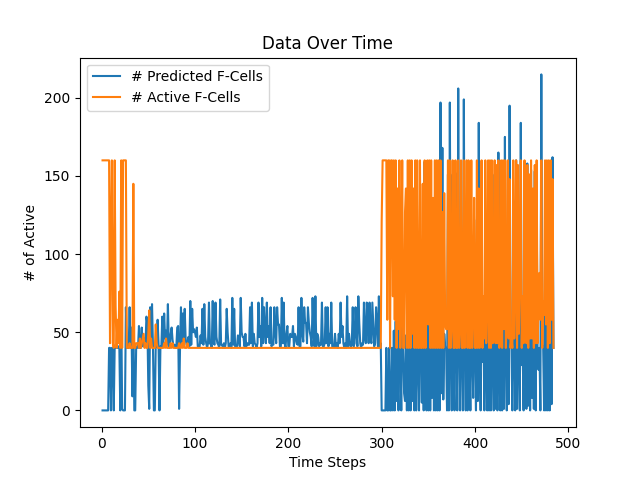 Data Over Time
# Predicted F-Cells
# Active F-Cells
# of Active
200
150
100
50
0
0 100 200 300 400 500
Time Steps